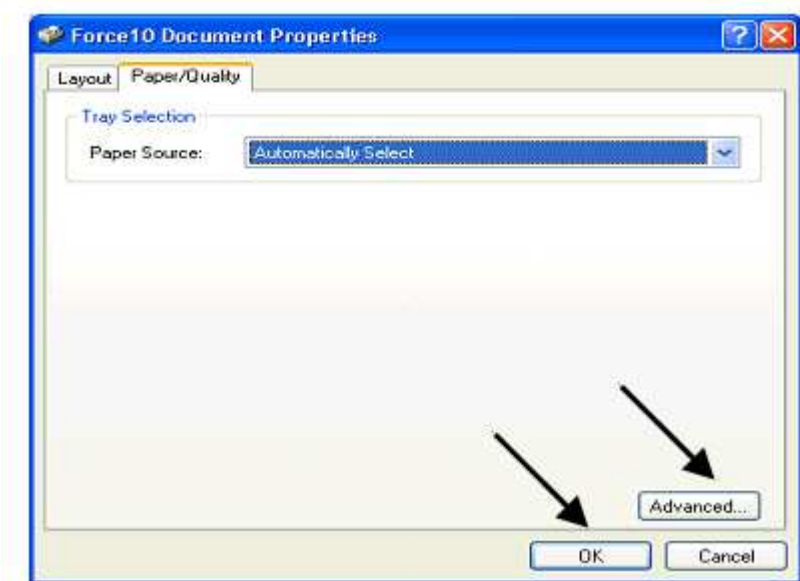 Force10 Document Properties
Layout Paper/Quality
Tray Selection
Paper Source: Automatically Select
Advanced...
OK Cancel